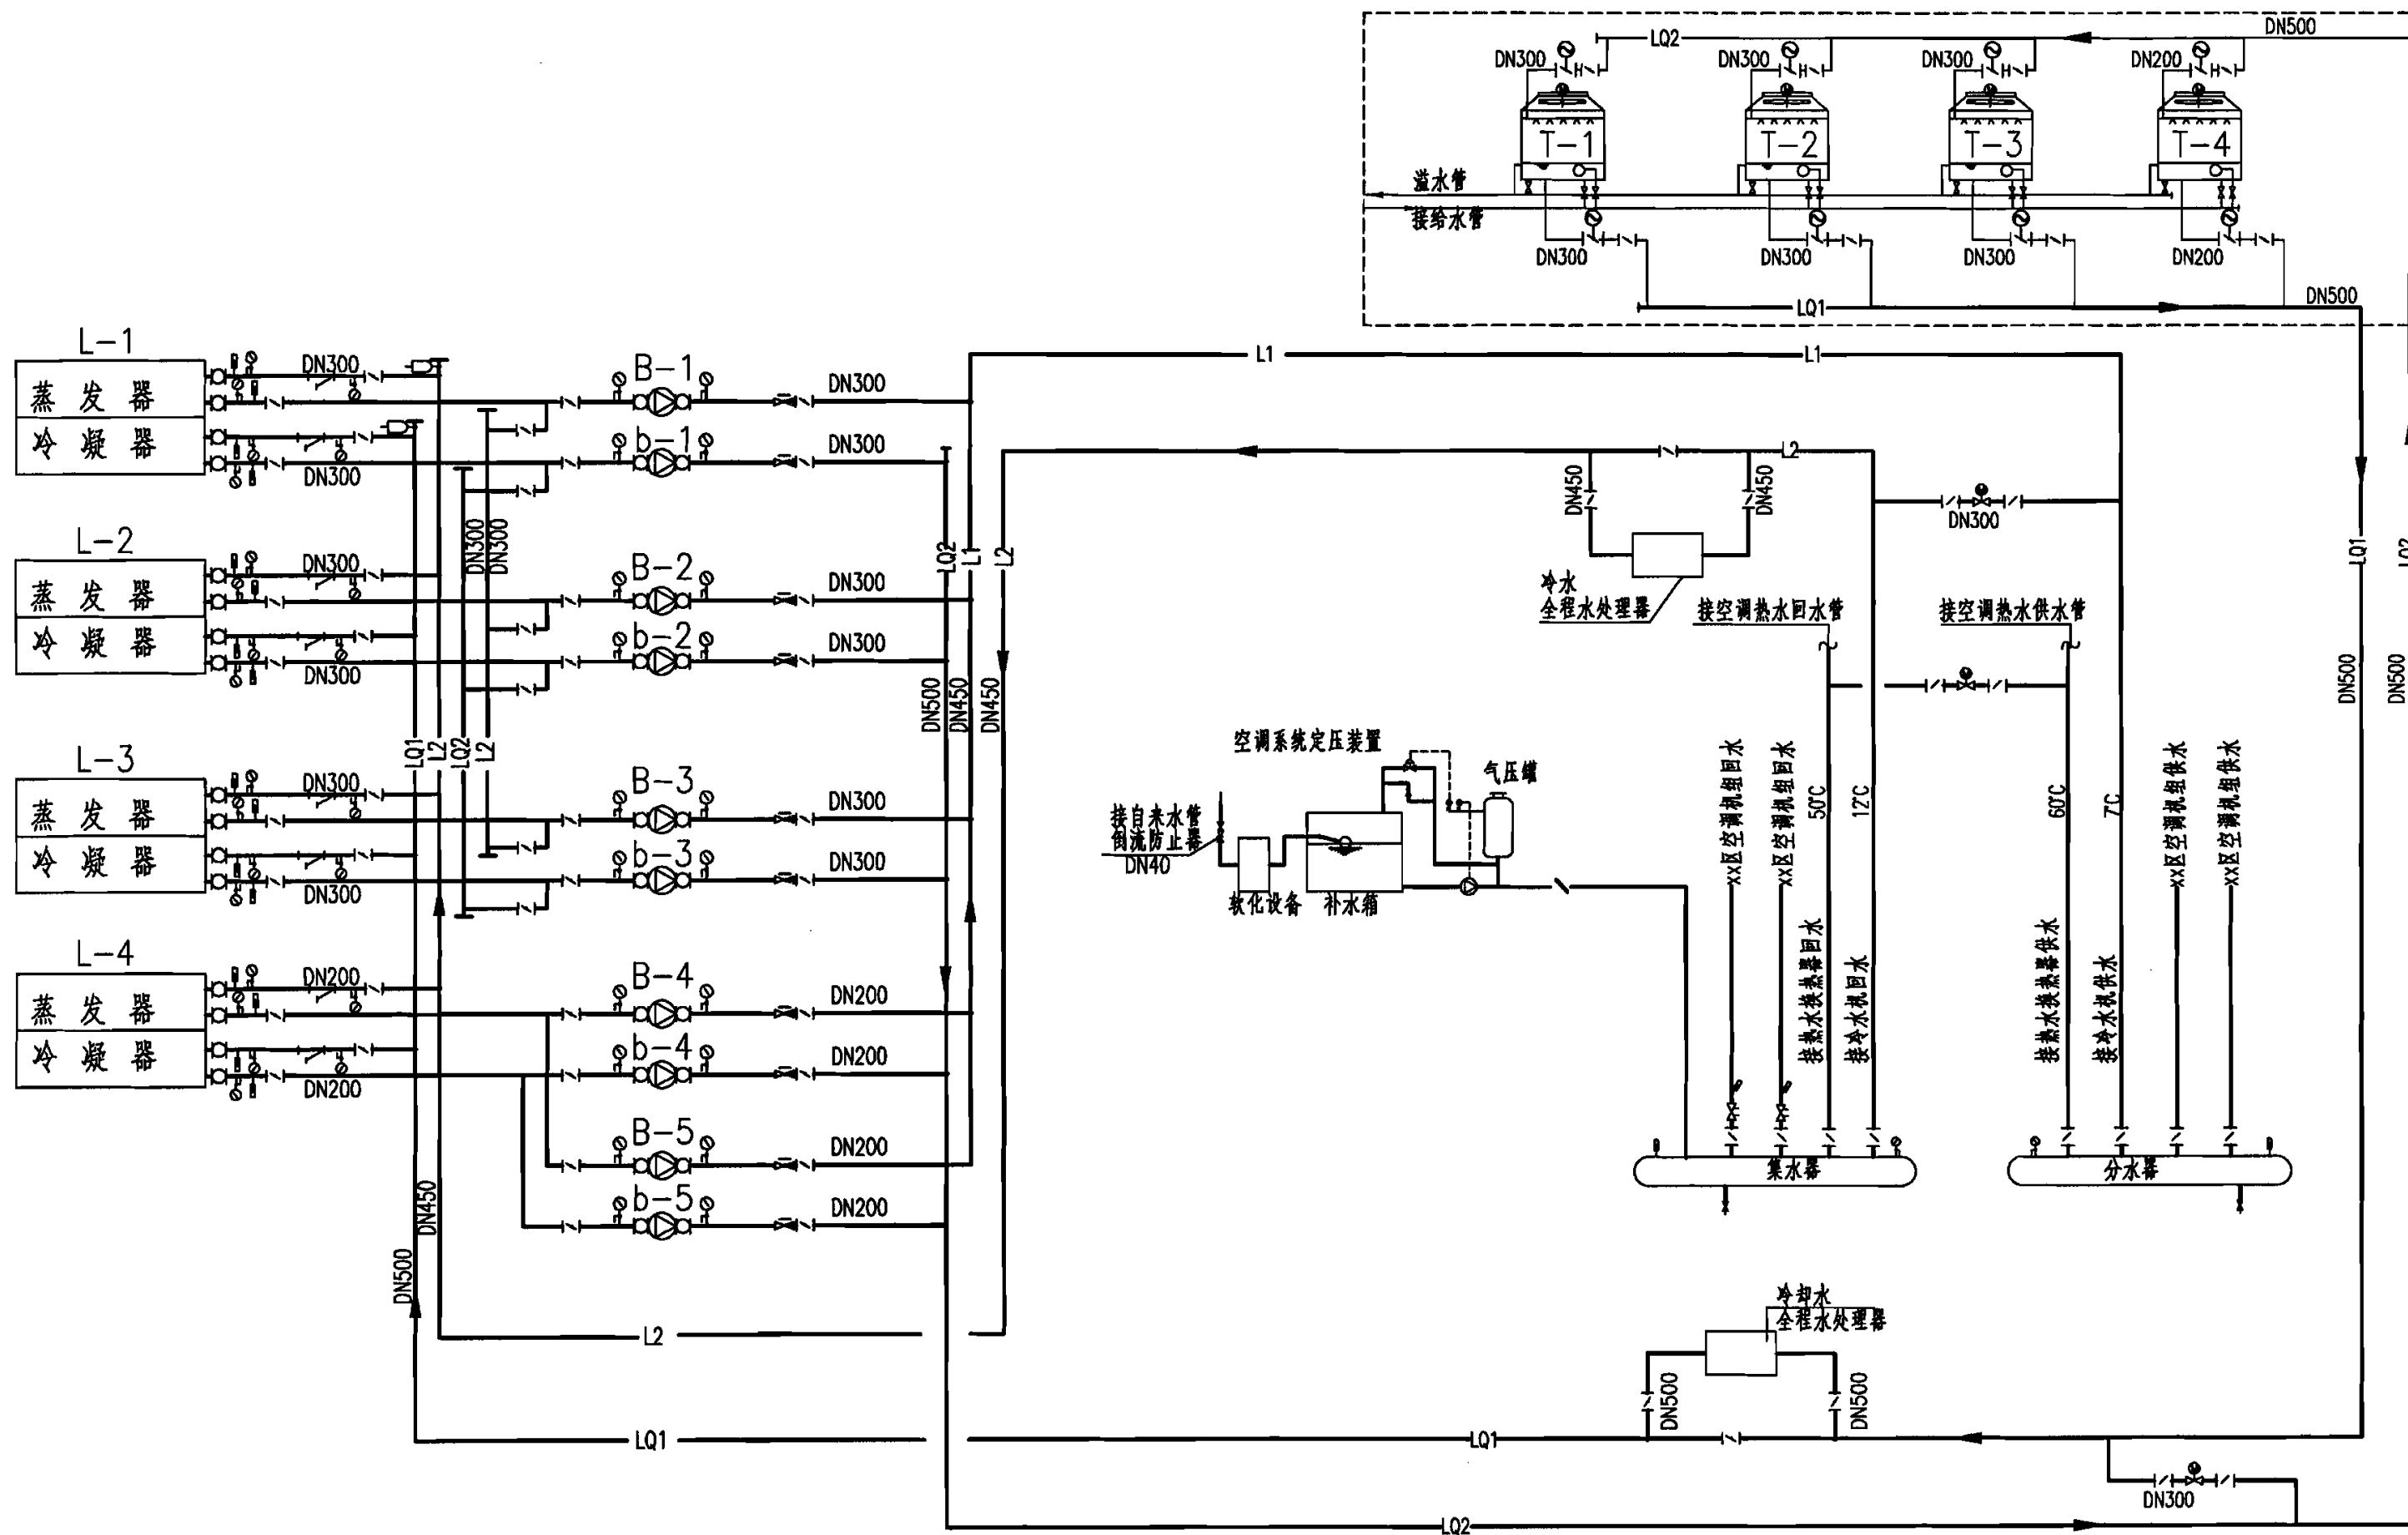 DN500
LQ2
DN300
DN300
DN300
DN200
T-1
T-2
T-3
T-4
溢水管
接给水管
DN300
DN300
DN300
DN200
LQ1
DN500
L-1
蒸发器
冷凝器
DN300
DN300
B-1
DN300
b-1
DN300
L1
L1
L2
DN450
DN450
DN300
冷水
全程水处理器
L-2
蒸发器
冷凝器
DN300
DN300
DN300
DN300
B-2
DN300
b-2
DN300
LQ2
L1
L2
DN500
DN450
DN450
LQ1
LQ2
DN500
DN500
接空调热水回水管
接空调热水供水管
LQ1
L2
LQ2
L2
L-3
蒸发器
冷凝器
DN300
DN300
B-3
DN300
b-3
DN300
空调系统定压装置
气压罐
接自来水管
倒流防止器
DN40
软化设备
补水箱
xx区空调机组回水
xx区空调机组回水
50℃
12℃
60℃
7℃
xx区空调机组供水
xx区空调机组供水
接热水换热器回水
接冷水机回水
接热水换热器供水
接冷水机供水
L-4
蒸发器
冷凝器
DN200
DN200
B-4
DN200
b-4
DN200
B-5
DN200
b-5
DN200
集水器
分水器
DN450
DN500
L2
冷却水
全程水处理器
DN500
DN500
LQ1
LQ1
DN300
LQ2